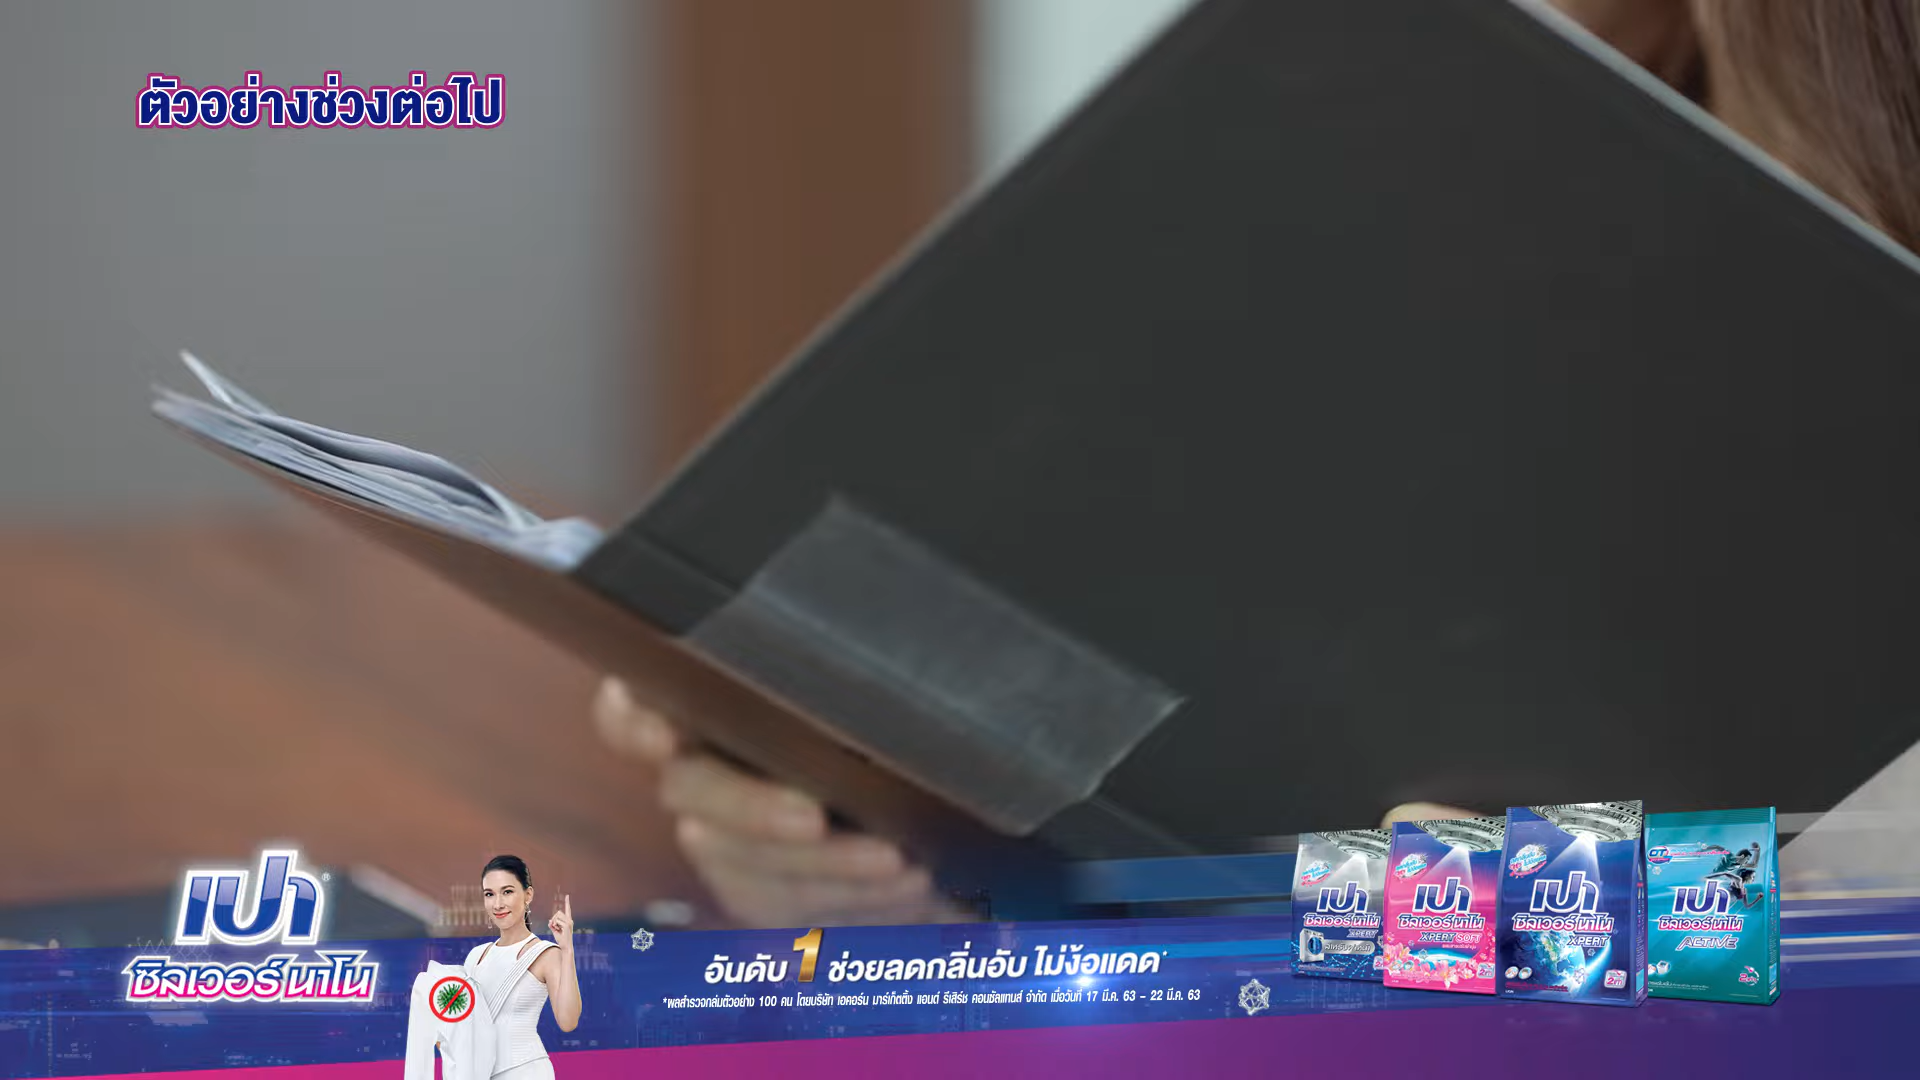 ตัวอย่างช่วงต่อไป
เปา®
ซิลเวอร์ นาโน
อันดับ 1 ช่วยลดกลิ่นอับ ไม่ง้อแดด*
*ผลสำรวจกลุ่มตัวอย่าง 100 คน โดยบริษัท เอคอร์น มาร์เก็ตติ้ง แอนด์ รีเสิร์ช คอนซัลแทนส์ จำกัด เมื่อวันที่ 17 มี.ค. 63 - 22 มี.ค. 63
เปา
ซิลเวอร์ นาโน
XPERT
เปา
ซิลเวอร์ นาโน
XPERT SOFT
เปา
ซิลเวอร์ นาโน
XPERT
เปา
ซิลเวอร์ นาโน
ACTIVE